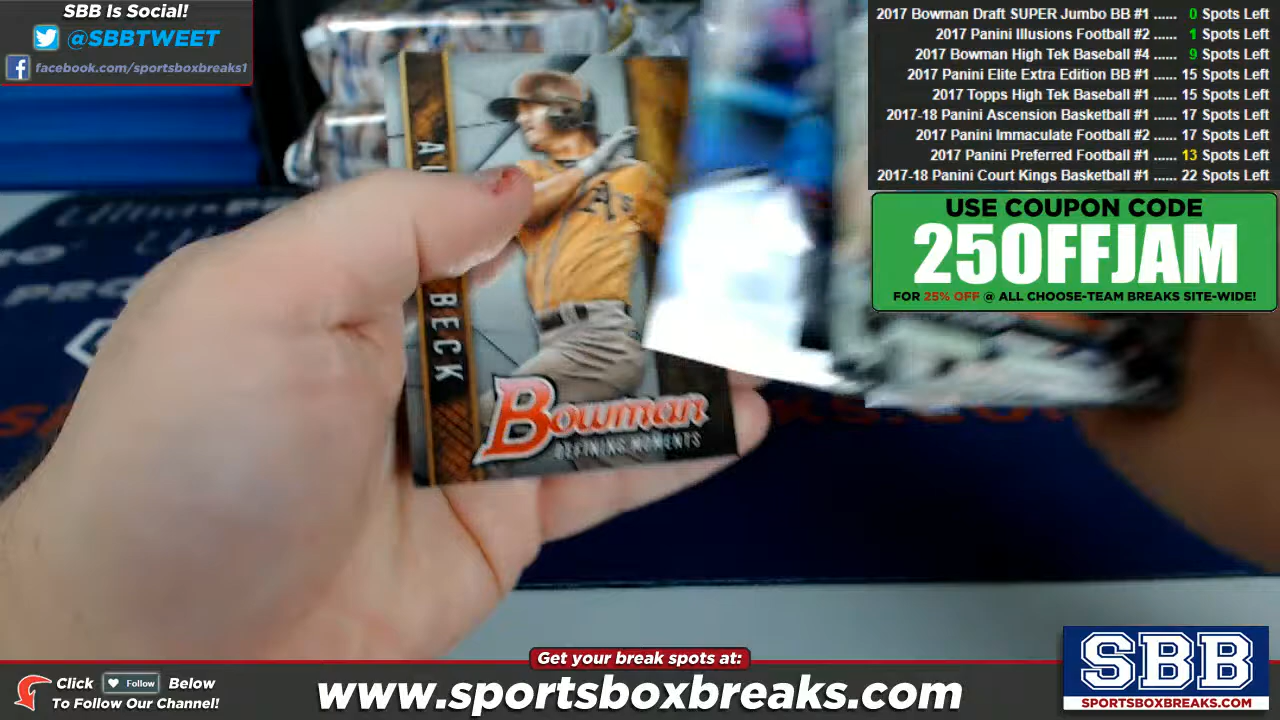 SBB Is Social!
@SBBTWEET
facebook.com/sportsboxbreaks1
2017 Bowman Draft SUPER Jumbo BB #1 ...... 0 Spots Left
2017 Panini Illusions Football #2 ...... 1 Spots Left
2017 Bowman High Tek Baseball #4 ...... 9 Spots Left
2017 Panini Elite Extra Edition BB #1 ...... 15 Spots Left
2017 Topps High Tek Baseball #1 ...... 15 Spots Left
2017-18 Panini Ascension Basketball #1 ...... 17 Spots Left
2017 Panini Immaculate Football #2 ...... 17 Spots Left
2017 Panini Preferred Football #1 ...... 13 Spots Left
2017-18 Panini Court Kings Basketball #1 ...... 22 Spots Left
USE COUPON CODE
25OFFJAM
FOR 25% OFF @ ALL CHOOSE-TEAM BREAKS SITE-WIDE!
A's
BECK
Bowman
DEFINING MOMENTS
Get your break spots at:
www.sportsboxbreaks.com
Click Follow Below
To Follow Our Channel!
SBB
SPORTSBOXBREAKS.COM